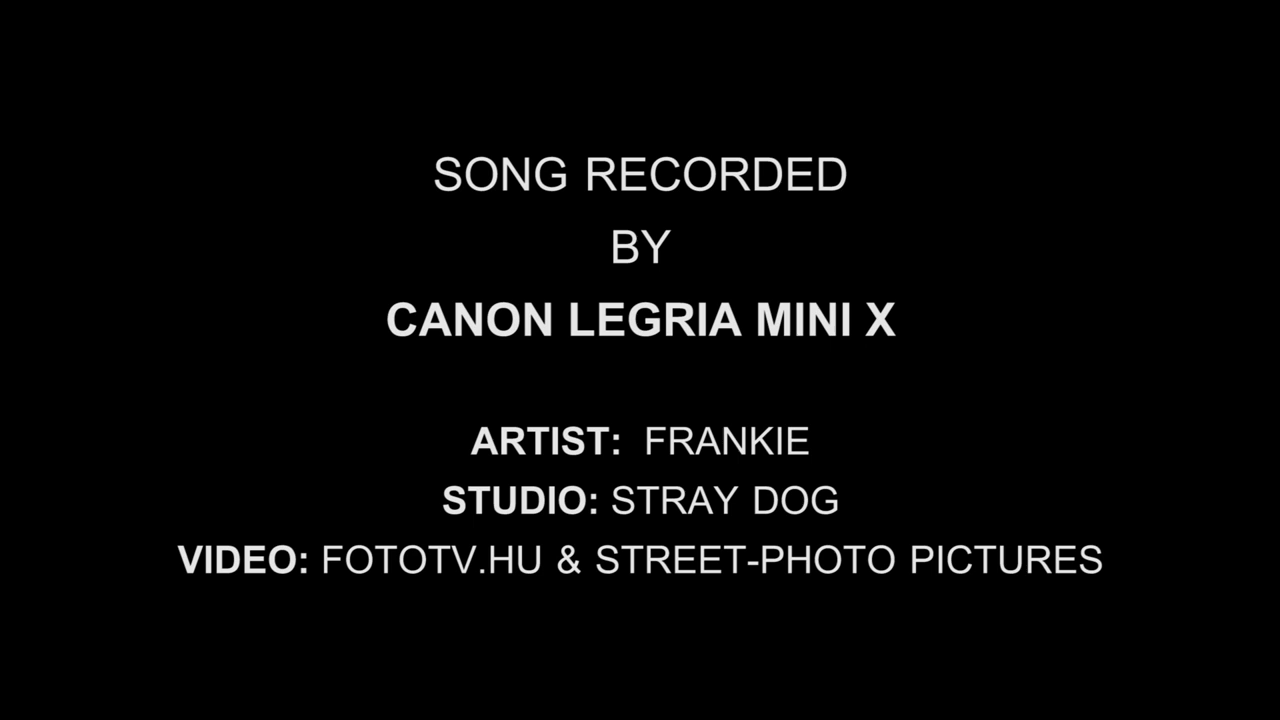 SONG RECORDED
BY
CANON LEGRIA MINI X
ARTIST: FRANKIE
STUDIO: STRAY DOG
VIDEO: FOTOTV.HU & STREET-PHOTO PICTURES